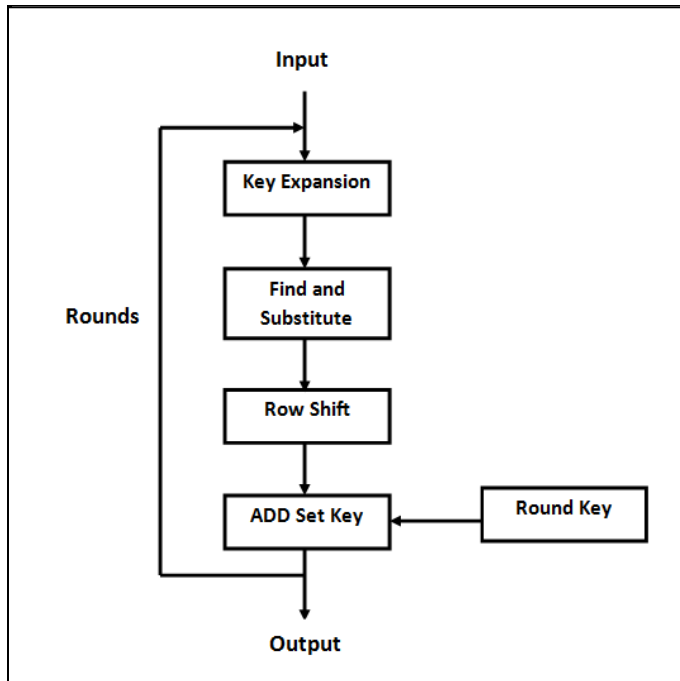 Input
Key Expansion
Find and
Substitute
Rounds
Row Shift
ADD Set Key
Round Key
Output